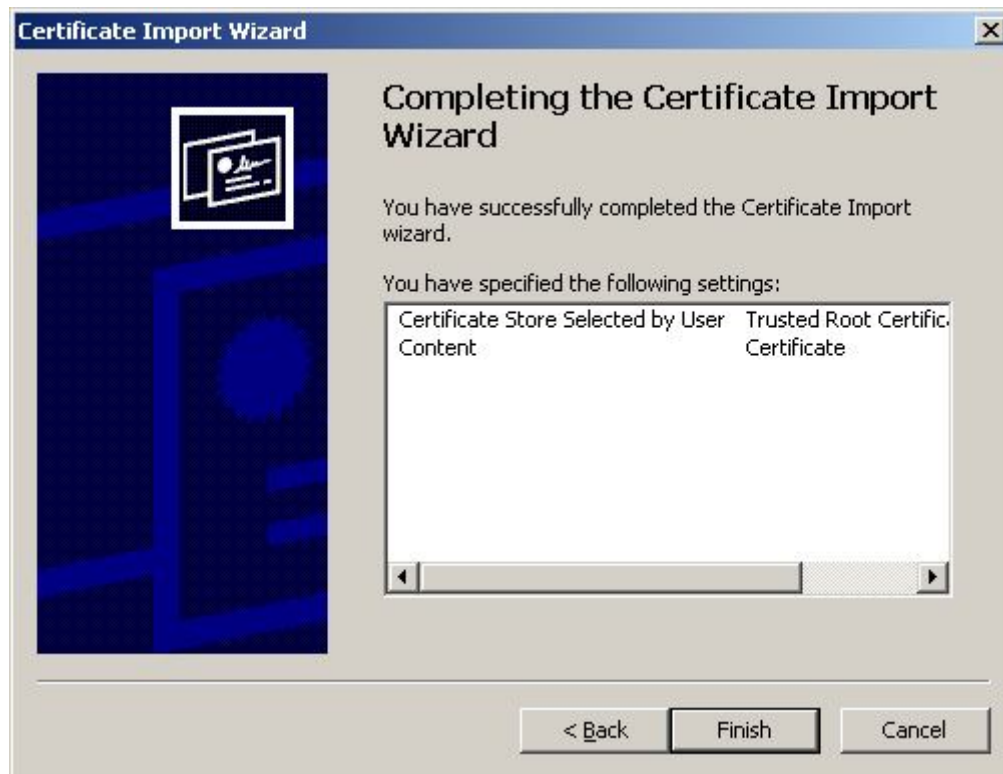 Certificate Import Wizard
Completing the Certificate Import
Wizard
You have successfully completed the Certificate Import
wizard.
You have specified the following settings:
Certificate Store Selected by User Trusted Root Certific
Content Certificate
< Back Finish Cancel